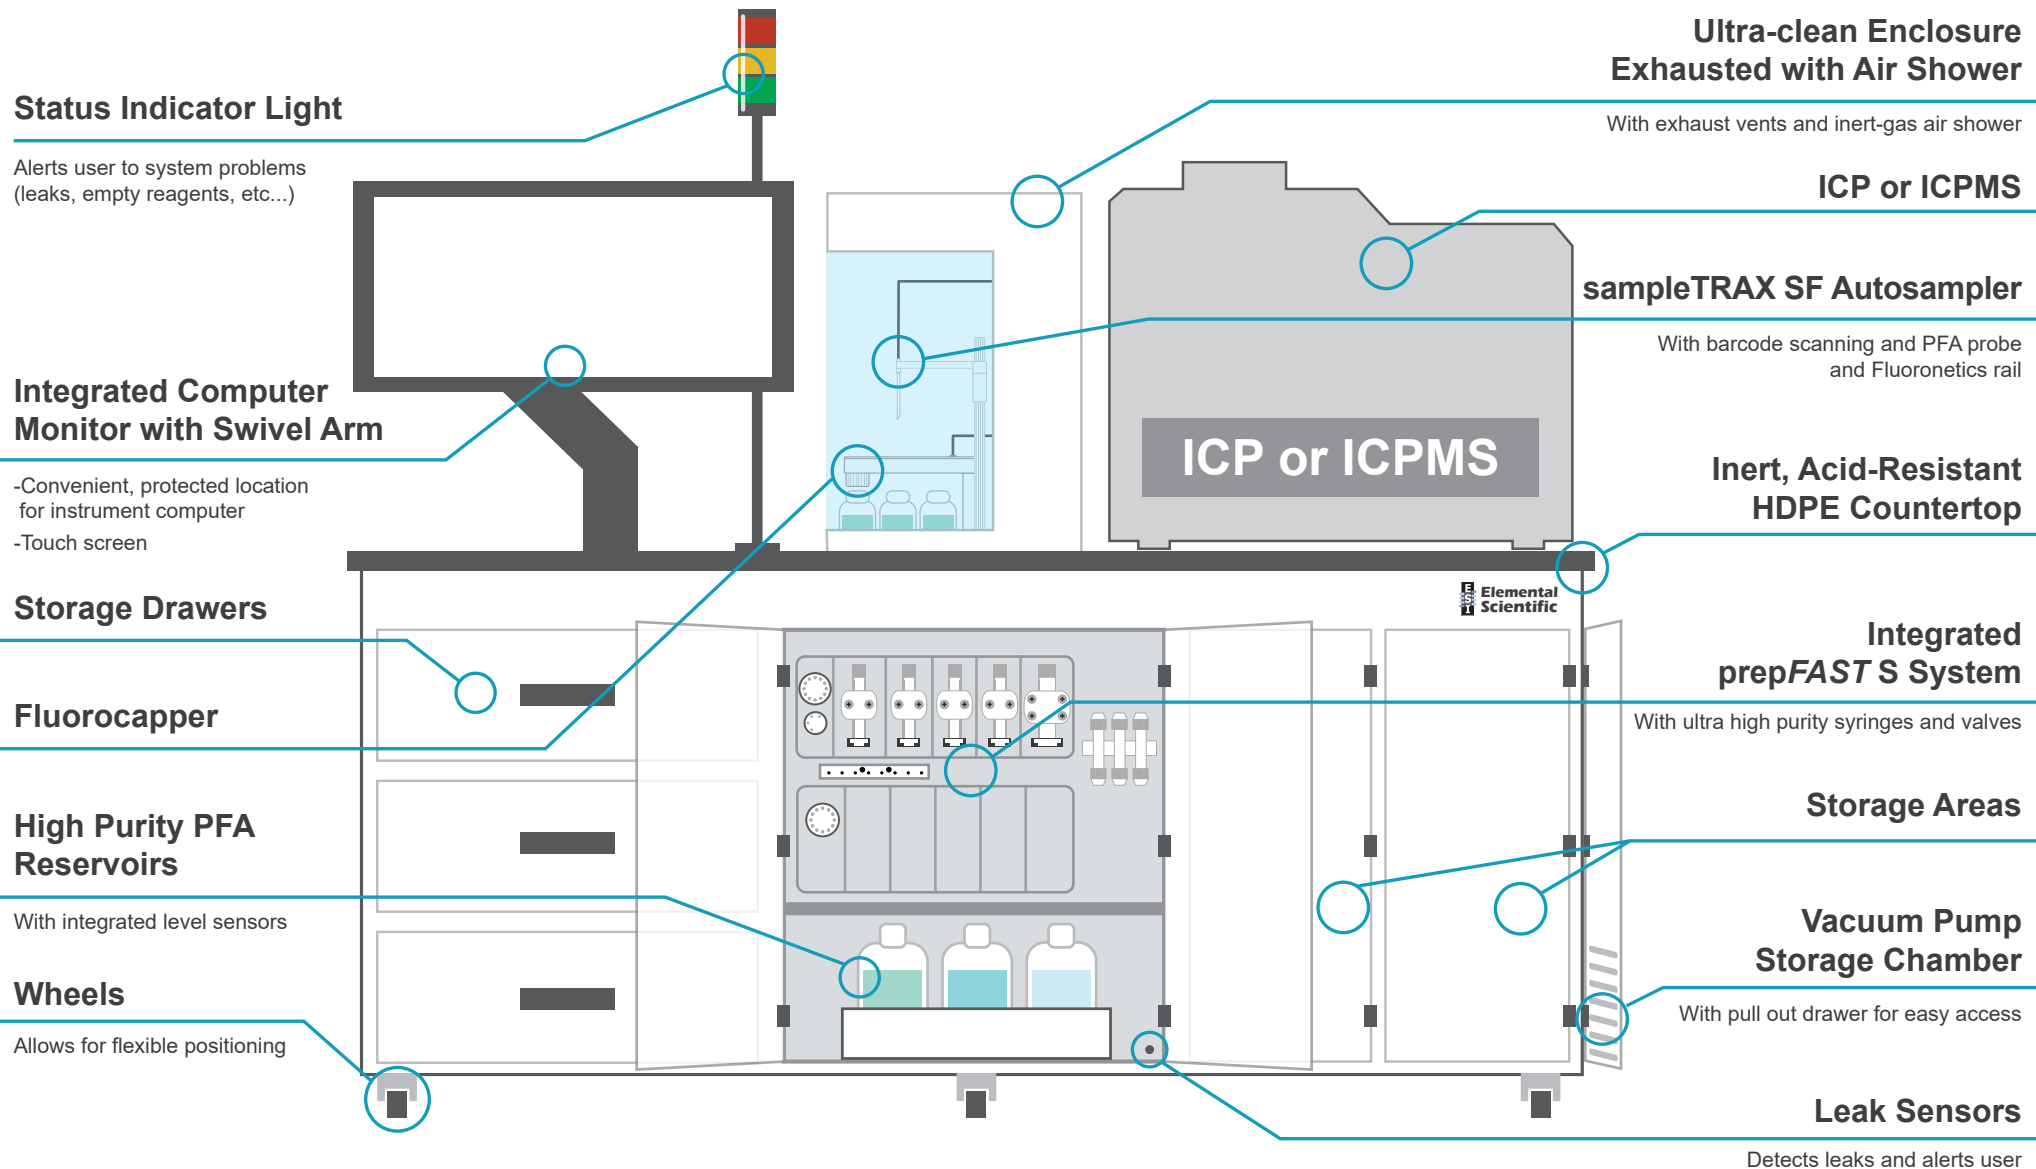 Status Indicator Light
Alerts user to system problems
(leaks, empty reagents, etc...)
Integrated Computer
Monitor with Swivel Arm
-Convenient, protected location
for instrument computer
-Touch screen
Storage Drawers
Fluorocapper
High Purity PFA
Reservoirs
With integrated level sensors
Wheels
Allows for flexible positioning
Ultra-clean Enclosure
Exhausted with Air Shower
With exhaust vents and inert-gas air shower
ICP or ICPMS
sampleTRAX SF Autosampler
With barcode scanning and PFA probe
and Fluoronetics rail
ICP or ICPMS
Inert, Acid-Resistant
HDPE Countertop
ESI
Elemental
Scientific
Integrated
prepFAST S System
With ultra high purity syringes and valves
Storage Areas
Vacuum Pump
Storage Chamber
With pull out drawer for easy access
Leak Sensors
Detects leaks and alerts user